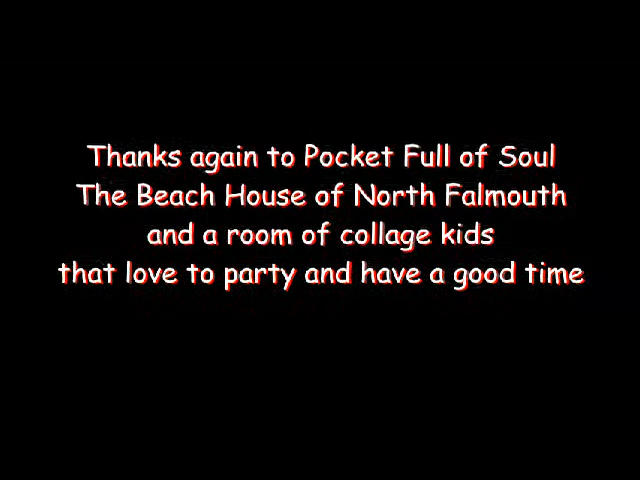 Thanks again to Pocket Full of Soul
The Beach House of North Falmouth
and a room of collage kids
that love to party and have a good time